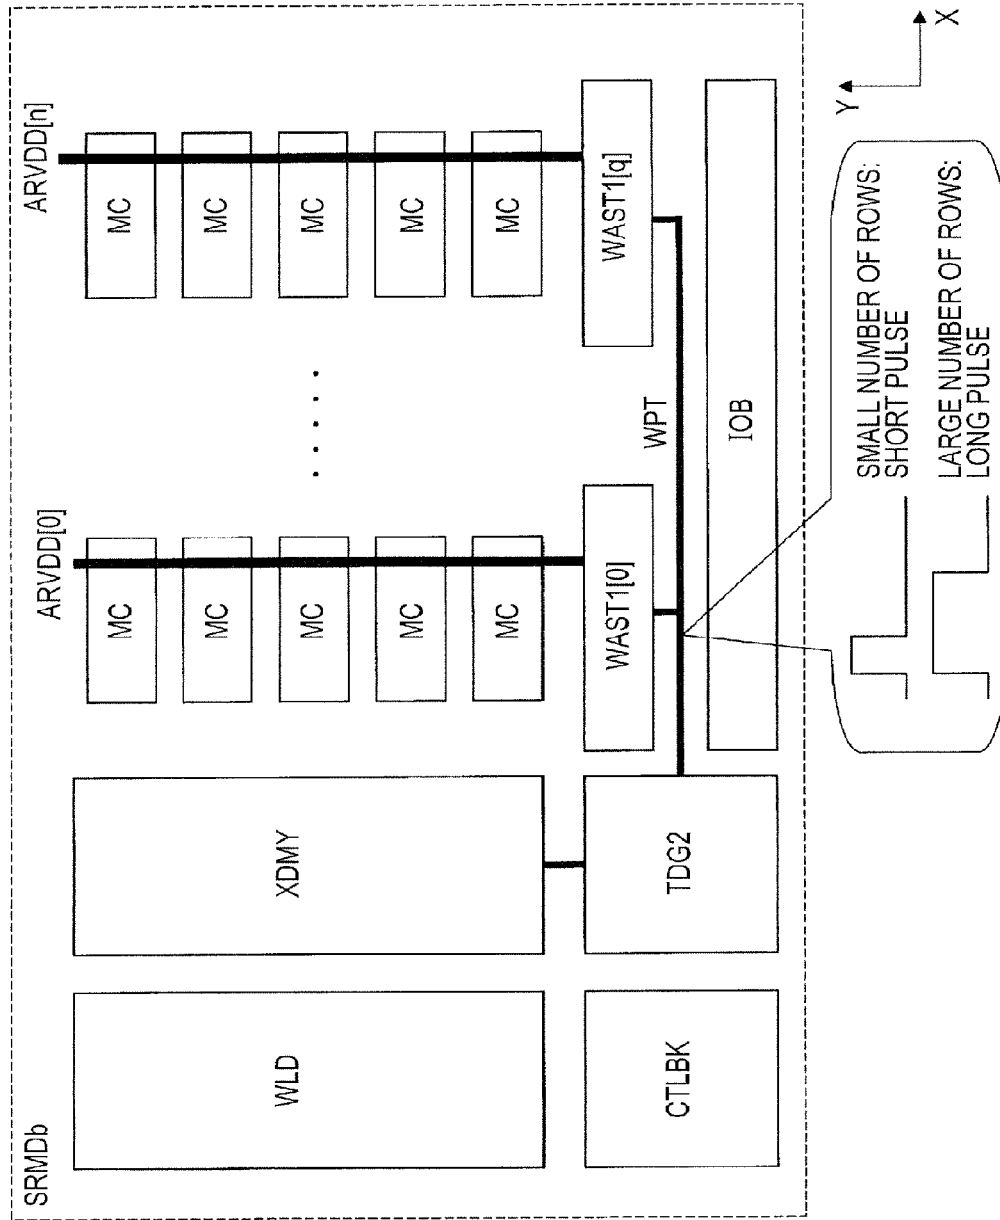 SRMDb
WLD
XDMY
ARVDD[0]
ARVDD[n]
MC
MC
MC
MC
MC
MC
MC
MC
MC
MC
CTLBK
TDG2
WAST1[0]
WAST1[q]
WPT
IOB
SMALL NUMBER OF ROWS:
SHORT PULSE
LARGE NUMBER OF ROWS:
LONG PULSE
Y
X